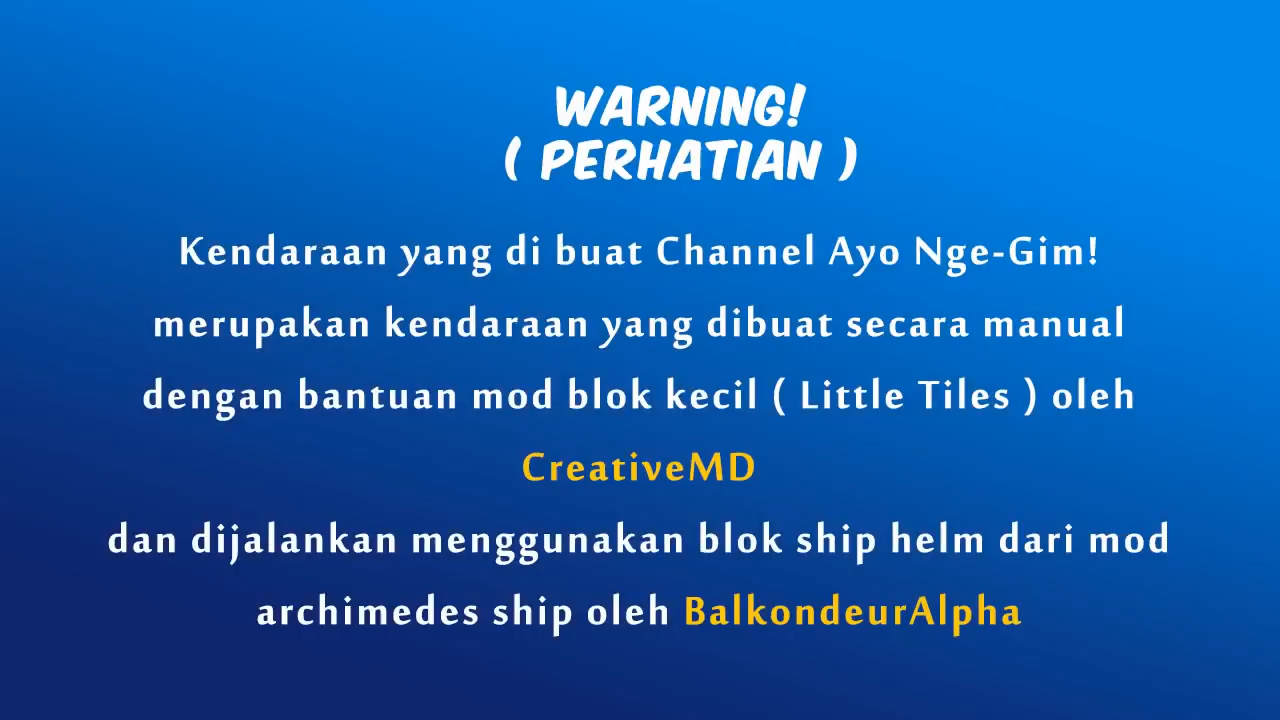 WARNING!
( PERHATIAN )
Kendaraan yang di buat Channel Ayo Nge-Gim!
merupakan kendaraan yang dibuat secara manual
dengan bantuan mod blok kecil ( Little Tiles ) oleh
CreativeMD
dan dijalankan menggunakan blok ship helm dari mod
archimedes ship oleh BalkondeurAlpha